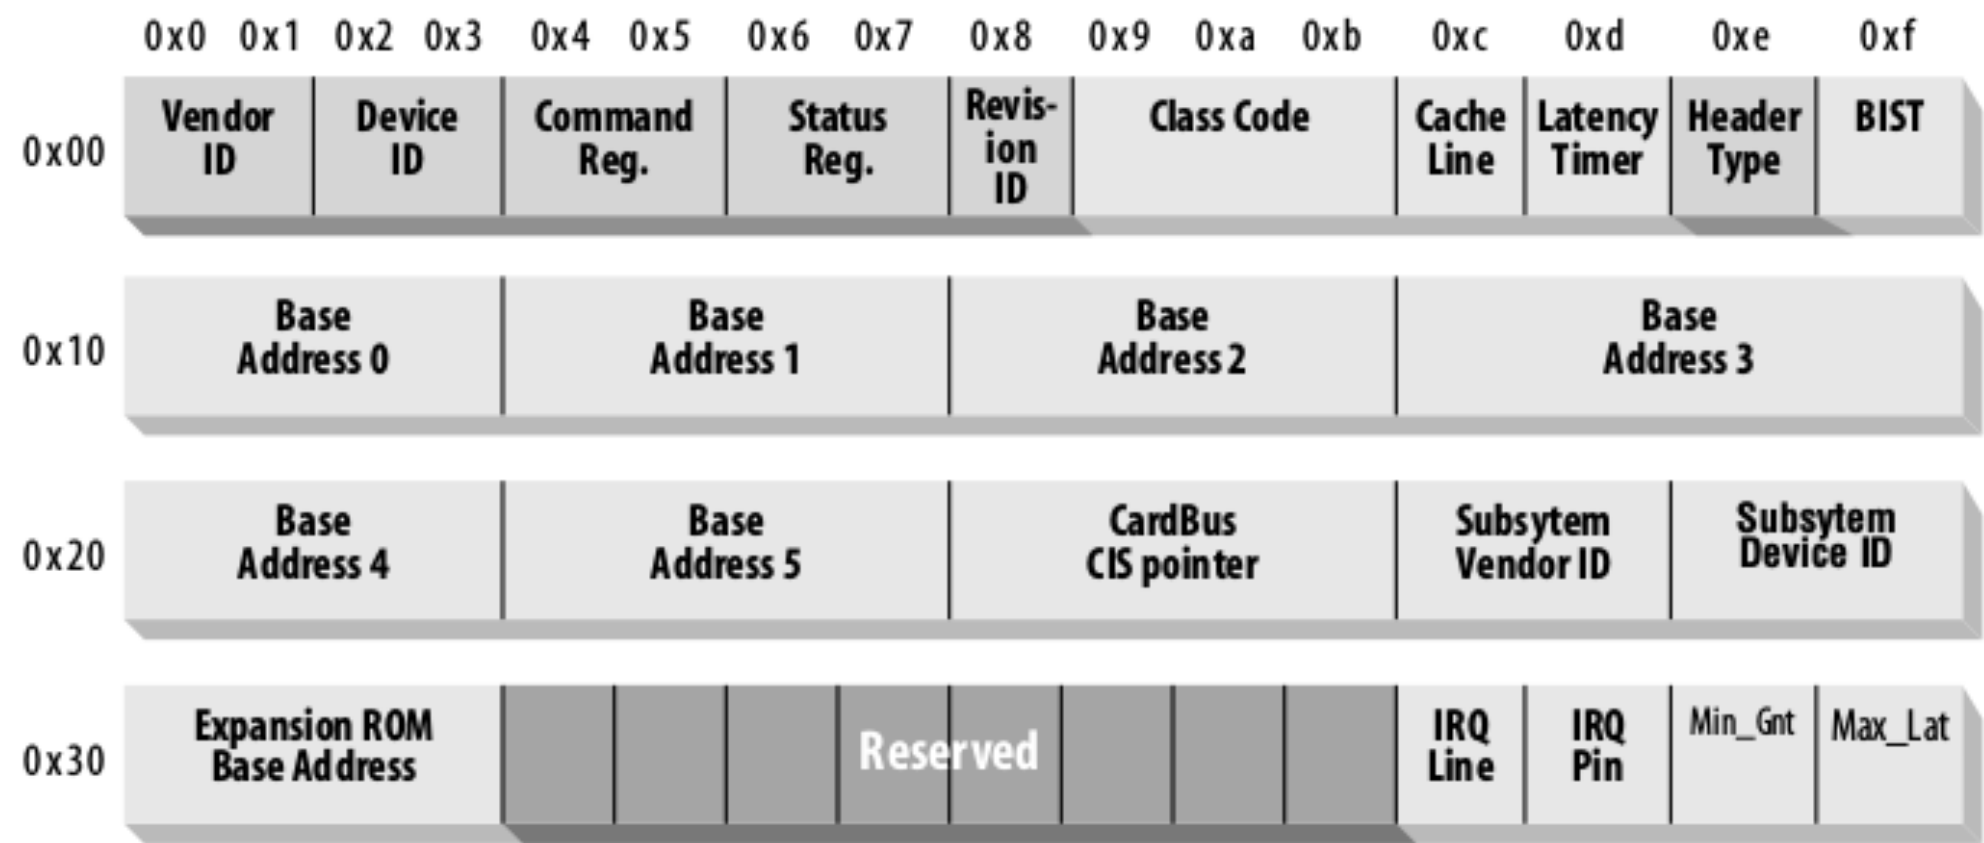 0x0 0x1 0x2 0x3 0x4 0x5 0x6 0x7 0x8 0x9 0xa 0xb 0xc 0xd 0xe 0xf
0x00
Vendor
ID
Device
ID
Command
Reg.
Status
Reg.
Revis-
ion
ID
Class Code
Cache
Line
Latency
Timer
Header
Type
BIST
0x10
Base
Address 0
Base
Address 1
Base
Address 2
Base
Address 3
0x20
Base
Address 4
Base
Address 5
CardBus
CIS pointer
Subsytem
Vendor ID
Subsytem
Device ID
0x30
Expansion ROM
Base Address
Reserved
IRQ
Line
IRQ
Pin
Min_Gnt
Max_Lat